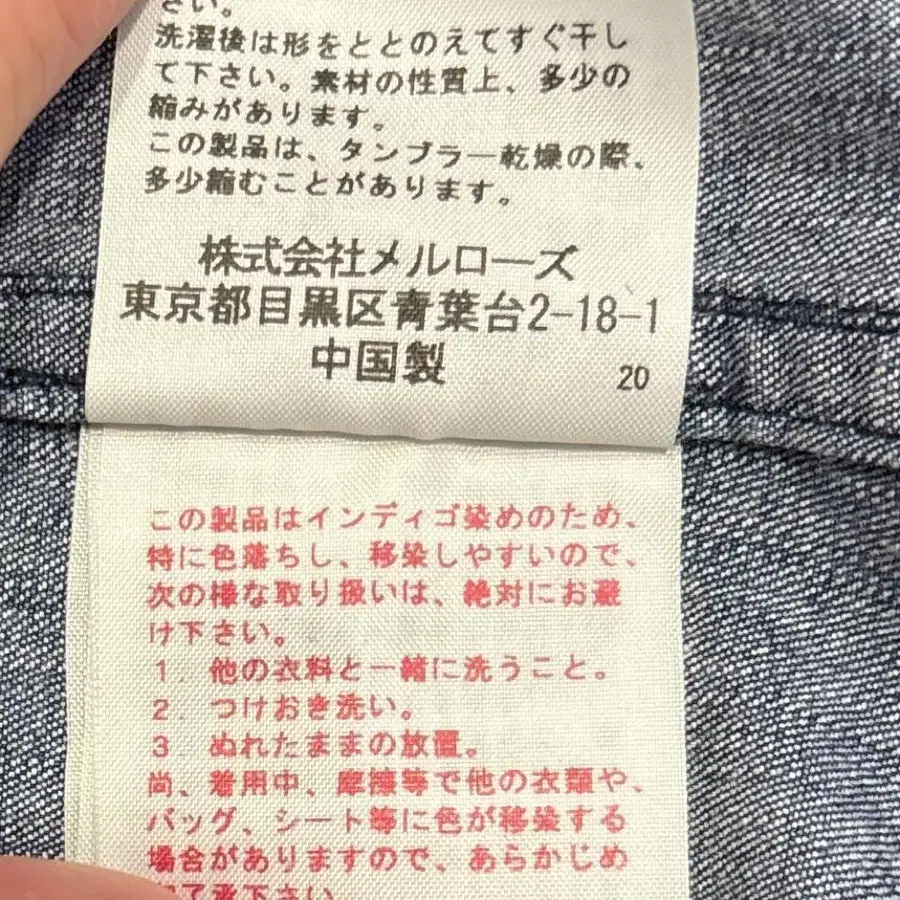 さい。
洗濯後は形をととのえてすぐ干し
て下さい。素材の性質上、多少の
縮みがあります。
この製品は、タンブラー乾燥の際、
多少縮むことがあります。
株式会社メルローズ
東京都目黒区青葉台2-18-1
中国製
20
この製品はインディゴ染めのため、
特に色落ちし、移染しやすいので、
次の様な取り扱いは、絶対にお避
け下さい。
1. 他の衣料と一緒に洗うこと。
2. つけおき洗い。
3 ぬれたままの放置。
尚、着用中、摩擦等で他の衣類や、
バッグ、シート等に色が移染する
場合がありますので、あらかじめ
了承下さい